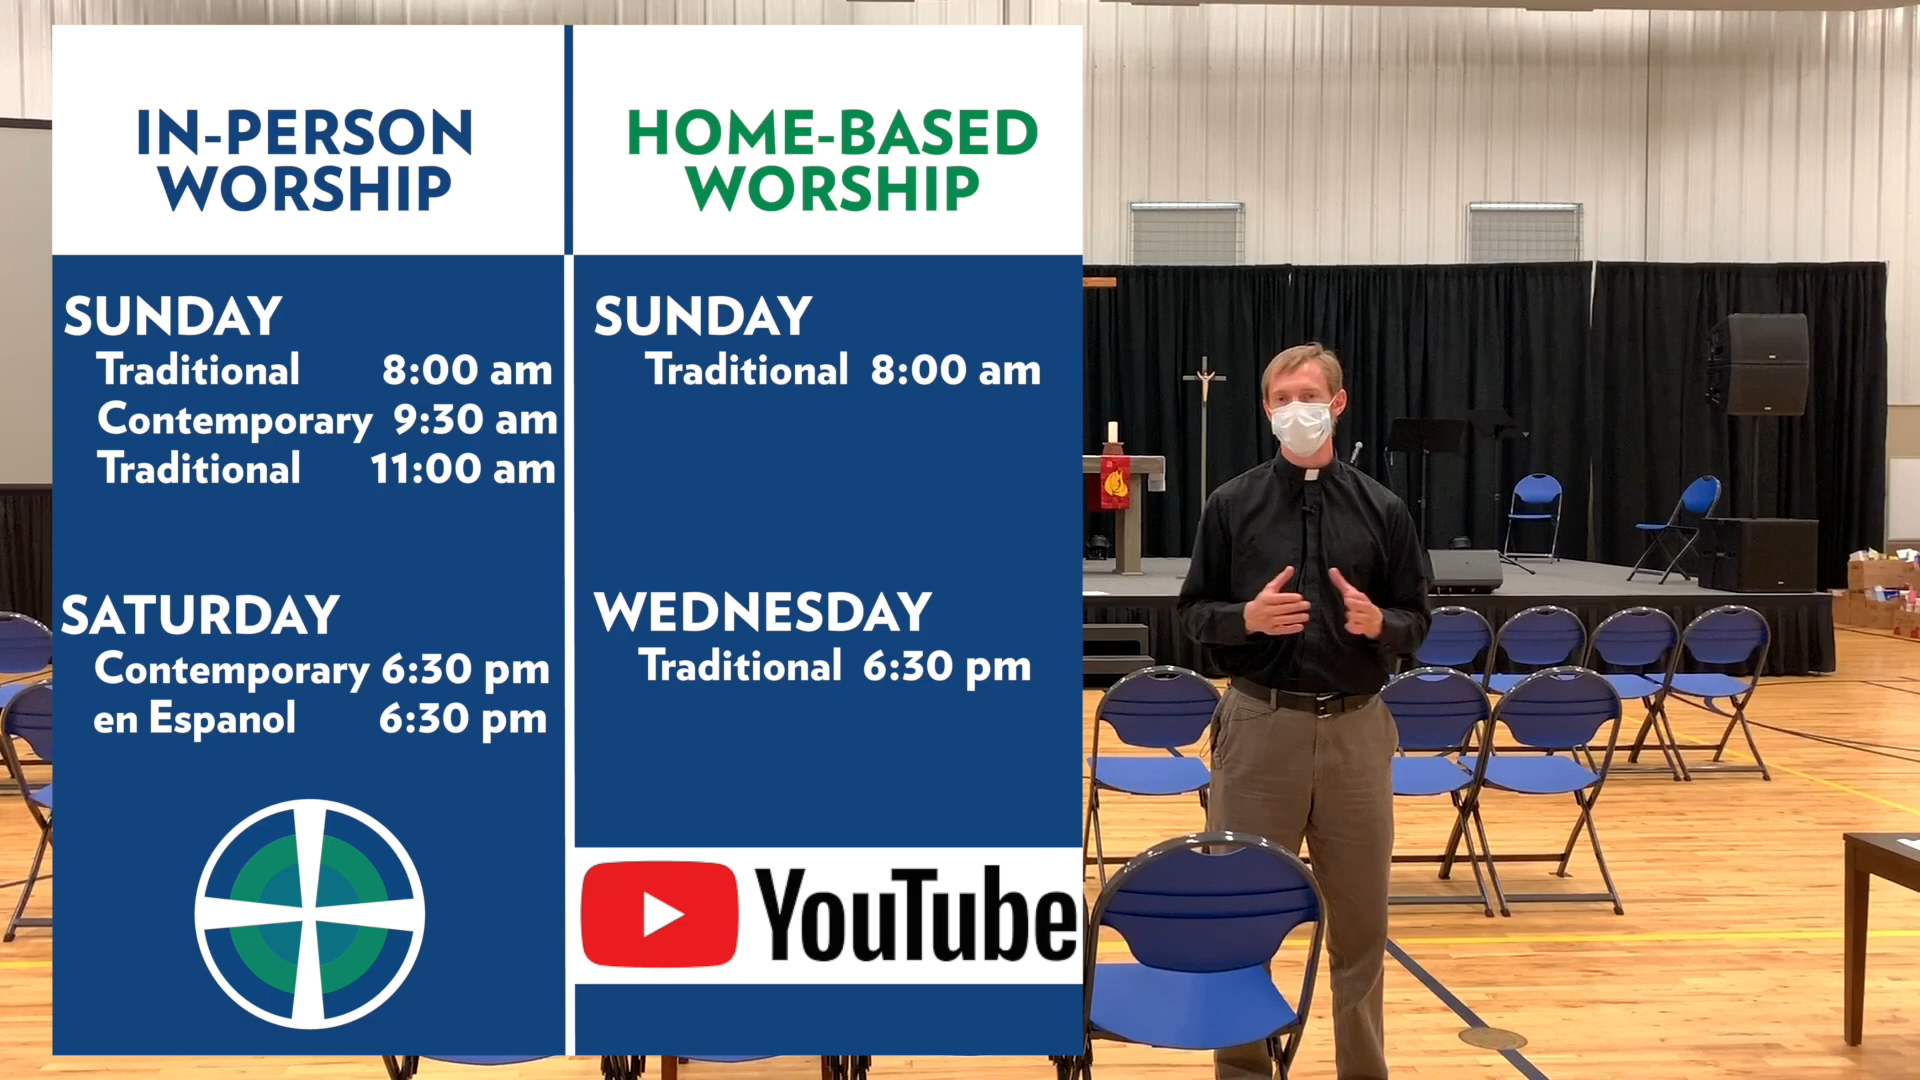 IN-PERSON
WORSHIP
SUNDAY
Traditional 8:00 am
Contemporary 9:30 am
Traditional 11:00 am
SATURDAY
Contemporary 6:30 pm
en Espanol 6:30 pm
HOME-BASED
WORSHIP
SUNDAY
Traditional 8:00 am
WEDNESDAY
Traditional 6:30 pm
YouTube